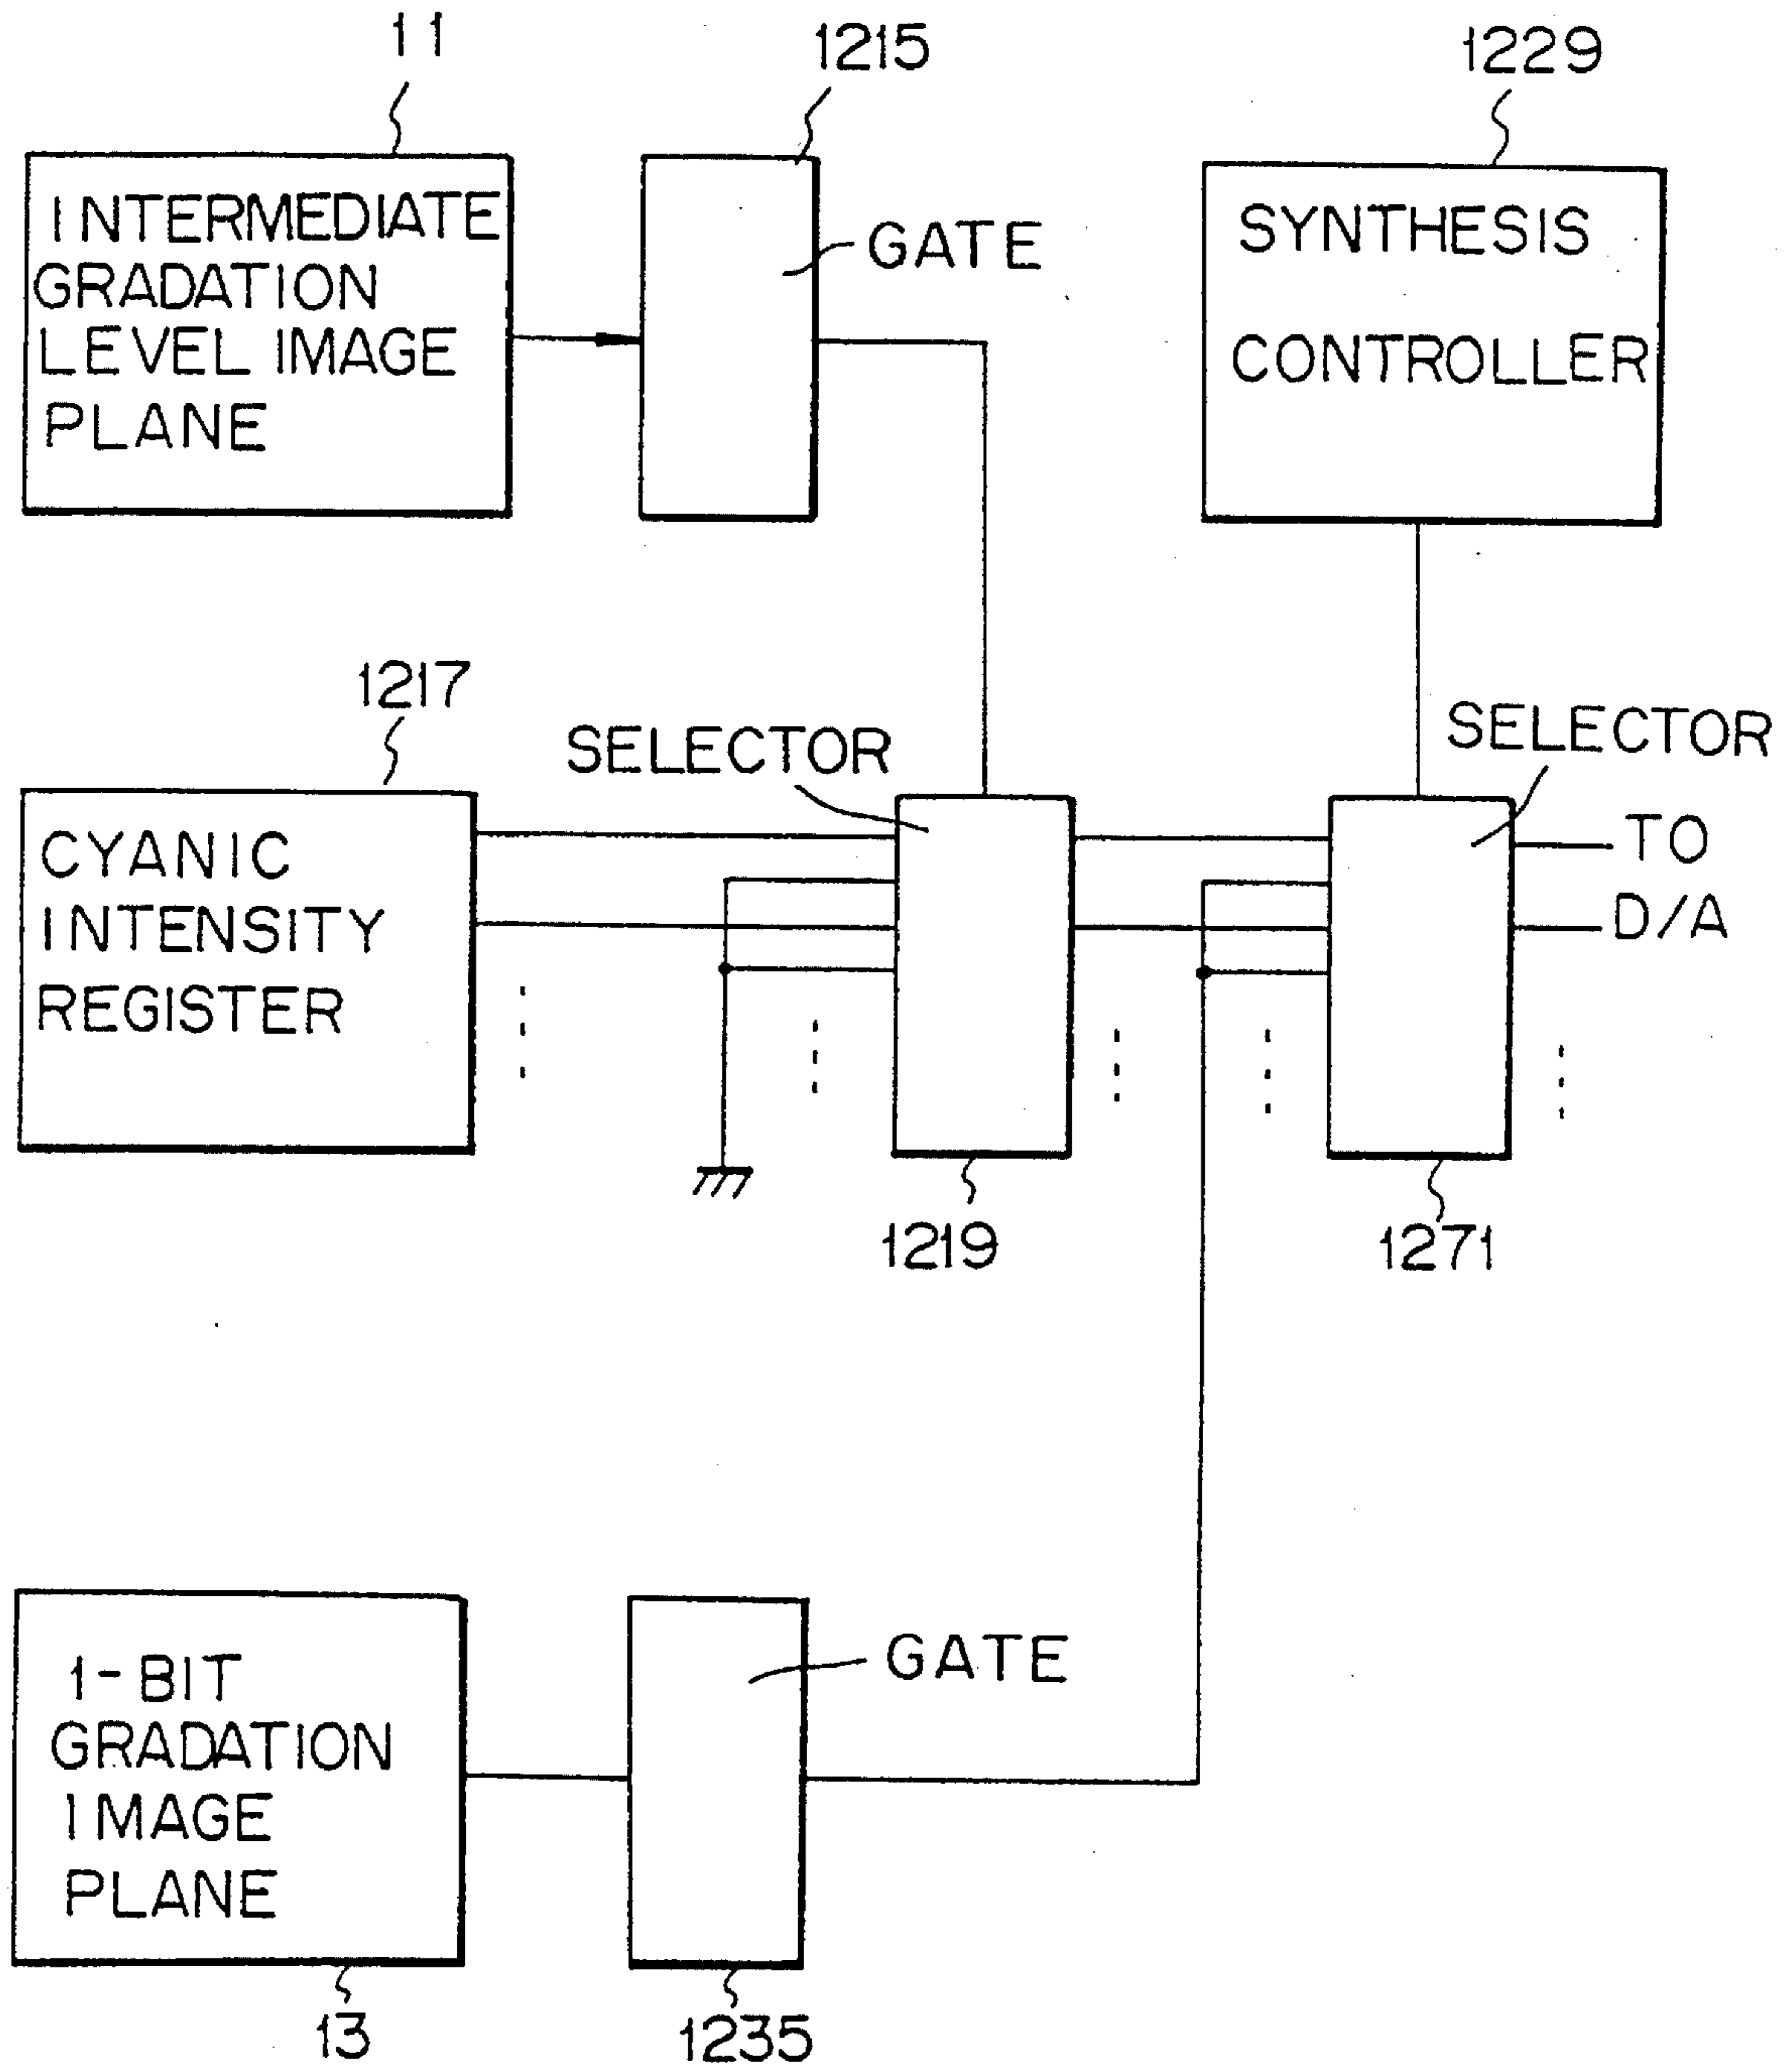 11
1215
1229
INTERMEDIATE
GRADATION
LEVEL IMAGE
PLANE
GATE
SYNTHESIS
CONTROLLER
1217
SELECTOR
SELECTOR
CYANIC
INTENSITY
REGISTER
TO
D/A
1219
1271
1-BIT
GRADATION
IMAGE
PLANE
GATE
13
1235